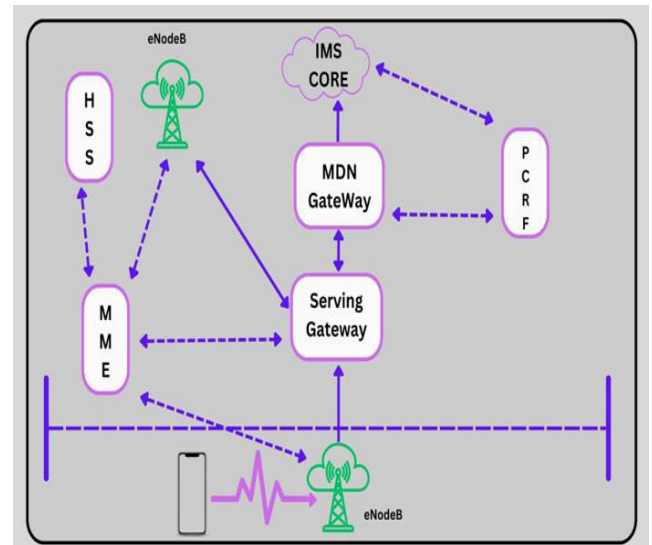 eNodeB
IMS
CORE
H
S
S
P
C
R
F
MDN
GateWay
M
M
E
Serving
Gateway
eNodeB